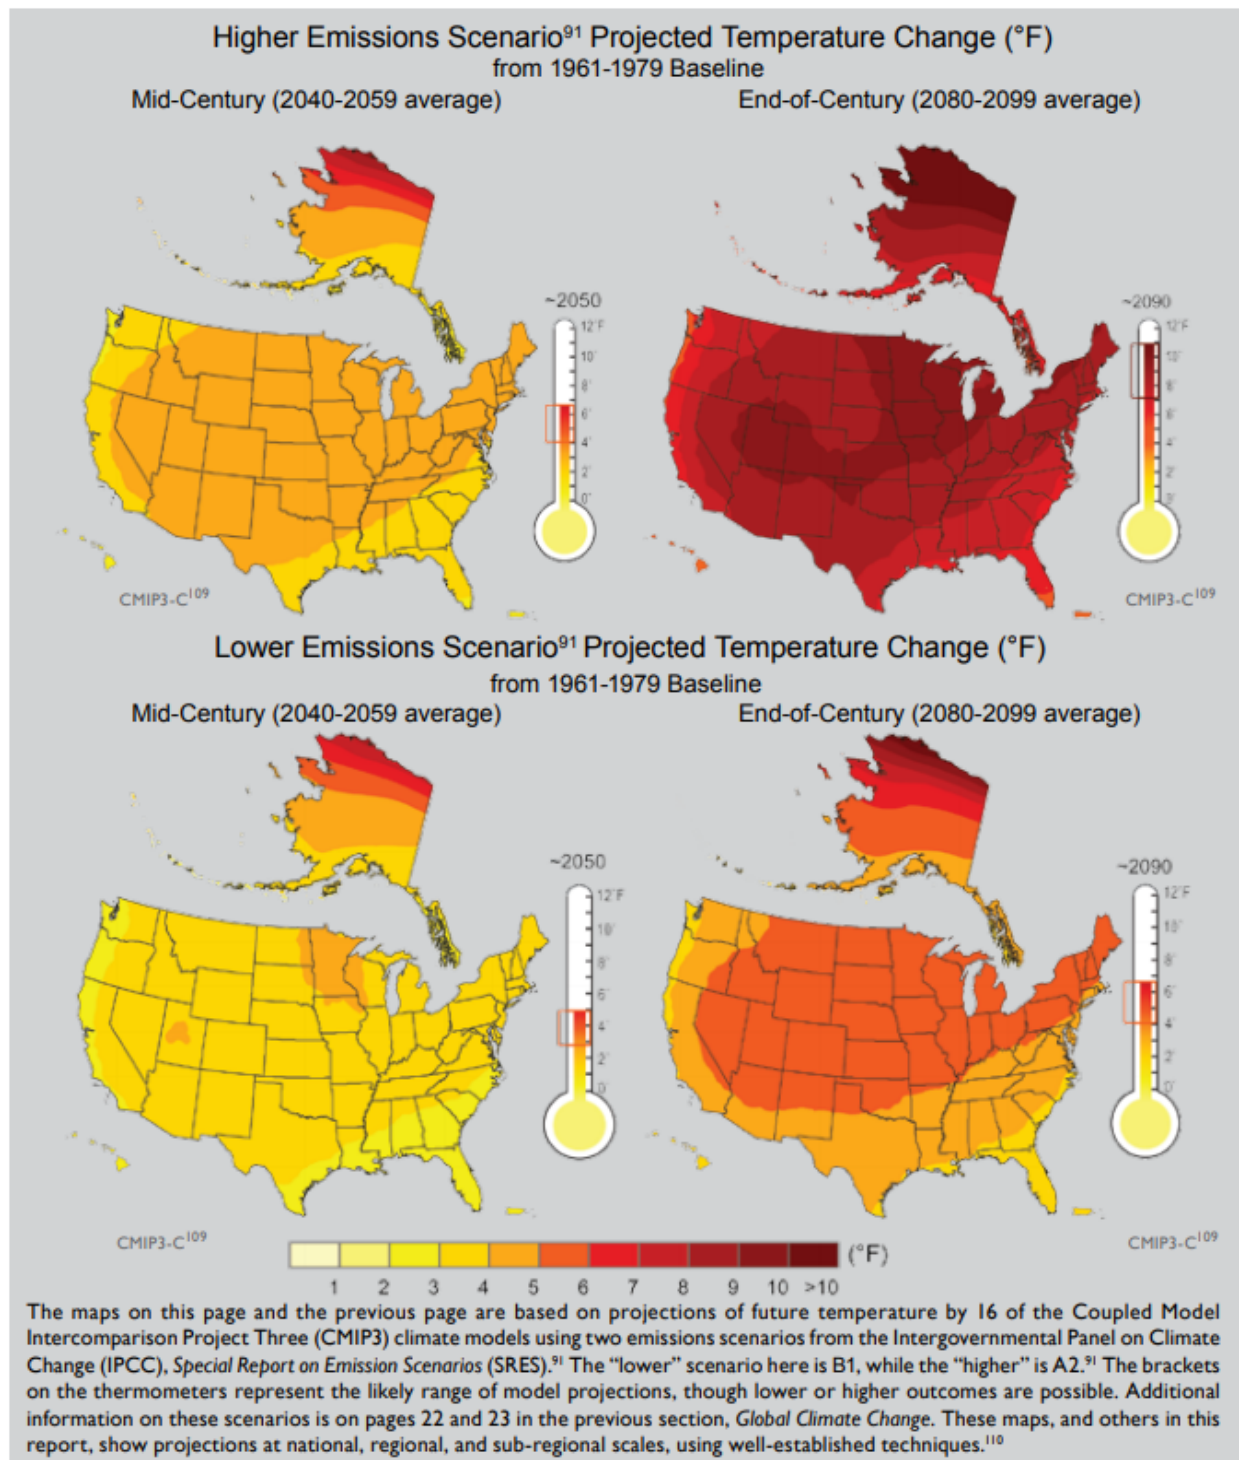 Higher Emissions Scenario⁹¹ Projected Temperature Change (°F)
from 1961-1979 Baseline
Mid-Century (2040-2059 average)
End-of-Century (2080-2099 average)
~2050
12°F
10°
8°
6°
4°
2°
0°
~2090
12°F
10°
8°
6°
4°
2°
CMIP3-C¹⁰⁹
CMIP3-C¹⁰⁹
Lower Emissions Scenario⁹¹ Projected Temperature Change (°F)
from 1961-1979 Baseline
Mid-Century (2040-2059 average)
End-of-Century (2080-2099 average)
~2050
12°F
10°
8°
6°
4°
2°
0°
~2090
12°F
10°
8°
6°
4°
2°
0°
CMIP3-C¹⁰⁹
CMIP3-C¹⁰⁹
(°F)
1 2 3 4 5 6 7 8 9 10 >10
The maps on this page and the previous page are based on projections of future temperature by 16 of the Coupled Model
Intercomparison Project Three (CMIP3) climate models using two emissions scenarios from the Intergovernmental Panel on Climate
Change (IPCC), Special Report on Emission Scenarios (SRES).⁹¹ The “lower” scenario here is B1, while the “higher” is A2.⁹¹ The brackets
on the thermometers represent the likely range of model projections, though lower or higher outcomes are possible. Additional
information on these scenarios is on pages 22 and 23 in the previous section, Global Climate Change. These maps, and others in this
report, show projections at national, regional, and sub-regional scales, using well-established techniques.¹¹⁰